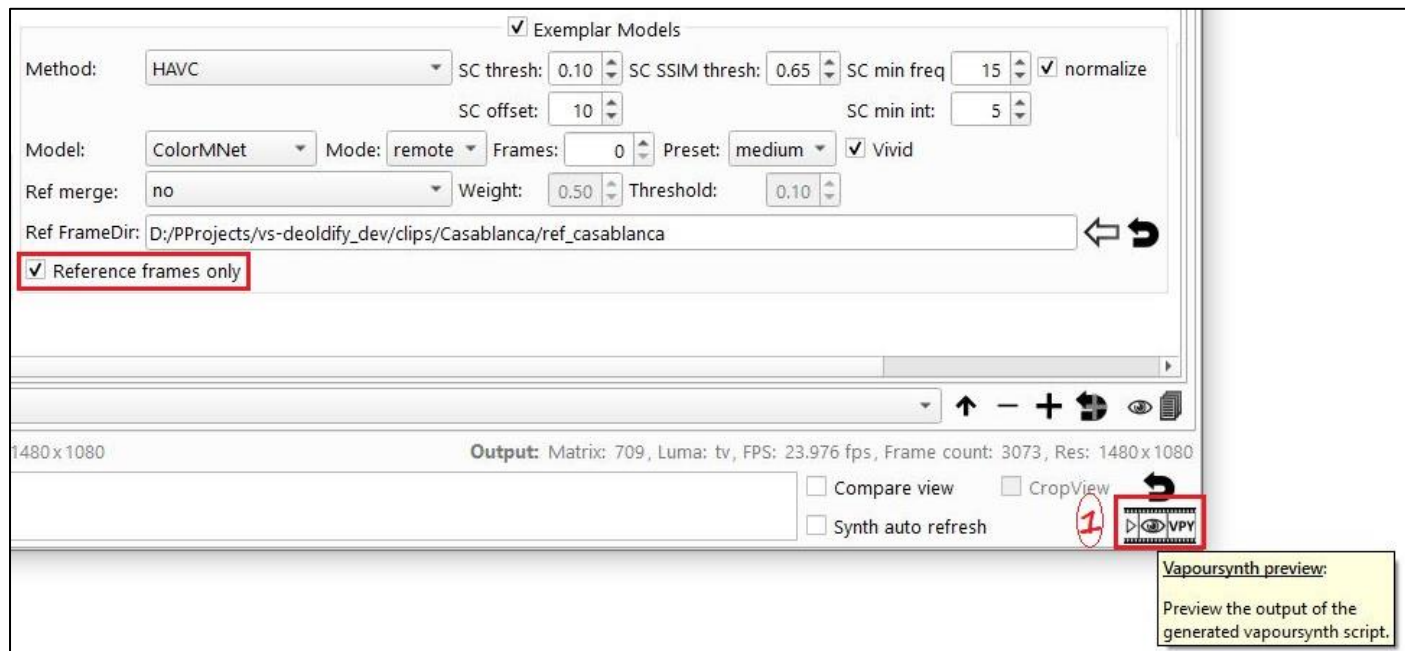 Exemplar Models
Method: HAVC SC thresh: 0.10 SC SSIM thresh: 0.65 SC min freq 15 normalize
SC offset: 10 SC min int: 5
Model: ColorMNet Mode: remote Frames: 0 Preset: medium Vivid
Ref merge: no Weight: 0.50 Threshold: 0.10
Ref FrameDir: D:/PProjects/vs-deoldify_dev/clips/Casablanca/ref_casablanca
Reference frames only
1480x1080 Output: Matrix: 709, Luma: tv, FPS: 23.976 fps, Frame count: 3073, Res: 1480x1080
Compare view CropView
Synth auto refresh 1 VPY
Vapoursynth preview:
Preview the output of the
generated vapoursynth script.